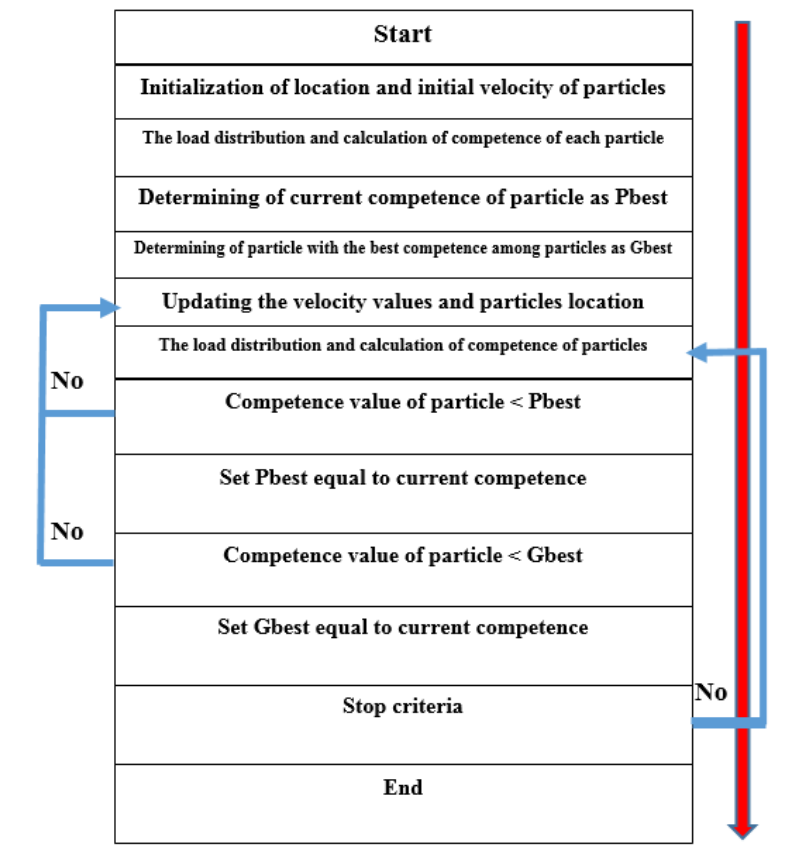 Start
Initialization of location and initial velocity of particles
The load distribution and calculation of competence of each particle
Determining of current competence of particle as Pbest
Determining of particle with the best competence among particles as Gbest
Updating the velocity values and particles location
The load distribution and calculation of competence of particles
No
Competence value of particle < Pbest
Set Pbest equal to current competence
No
Competence value of particle < Gbest
Set Gbest equal to current competence
No
Stop criteria
End